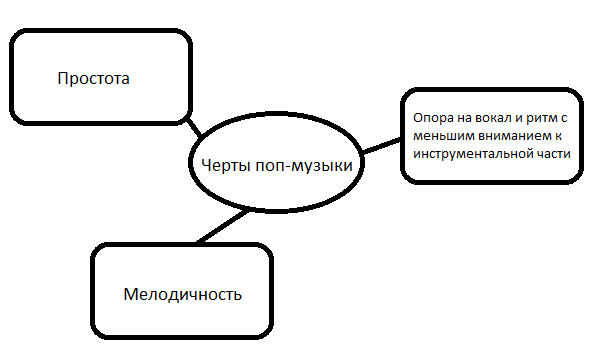 Простота
Черты поп-музыки
Опора на вокал и ритм с
меньшим вниманием к
инструментальной части
Мелодичность